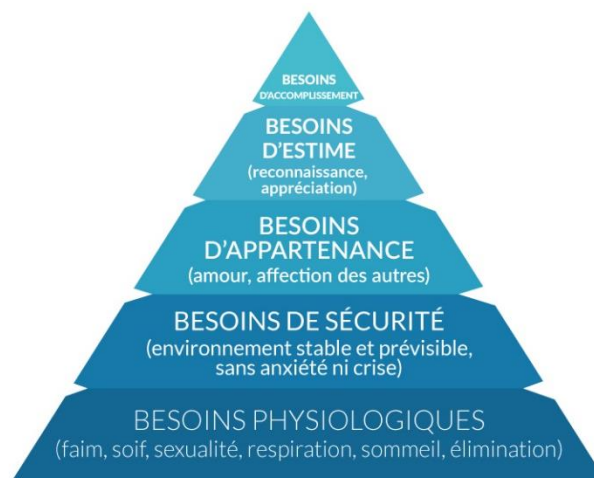 BESOINS
D'ACCOMPLISSEMENT
BESOINS
D'ESTIME
(reconnaissance,
appréciation)
BESOINS
D'APPARTENANCE
(amour, affection des autres)
BESOINS DE SÉCURITÉ
(environnement stable et prévisible,
sans anxiété ni crise)
BESOINS PHYSIOLOGIQUES
(faim, soif, sexualité, respiration, sommeil, élimination)